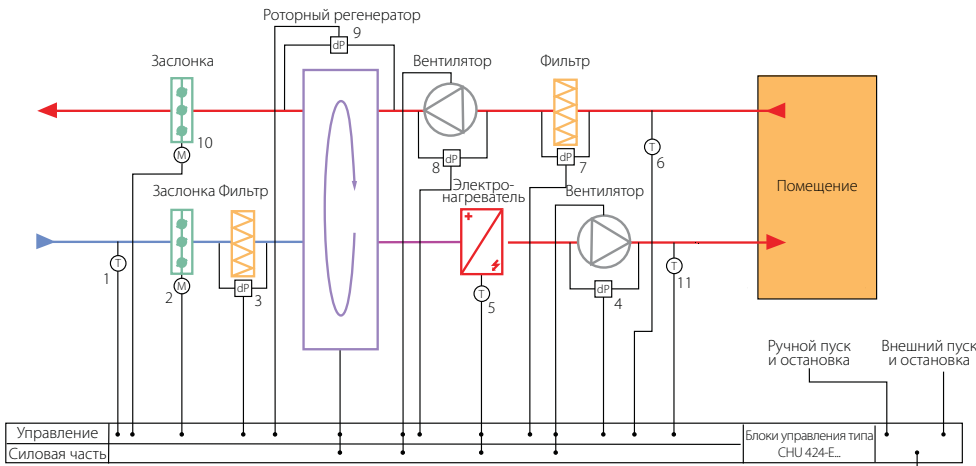 Роторный регенератор
9
dP
Заслонка
Вентилятор
Фильтр
10
M
dP
8
dP
7
T
6
Помещение
Заслонка Фильтр
Электро-
нагреватель
Вентилятор
T
1
M
2
dP
3
T
5
dP
4
T
11
Ручной пуск
и остановка
Внешний пуск
и остановка
Управление
Силовая часть
Блоки управления типа
CHU 424-E...